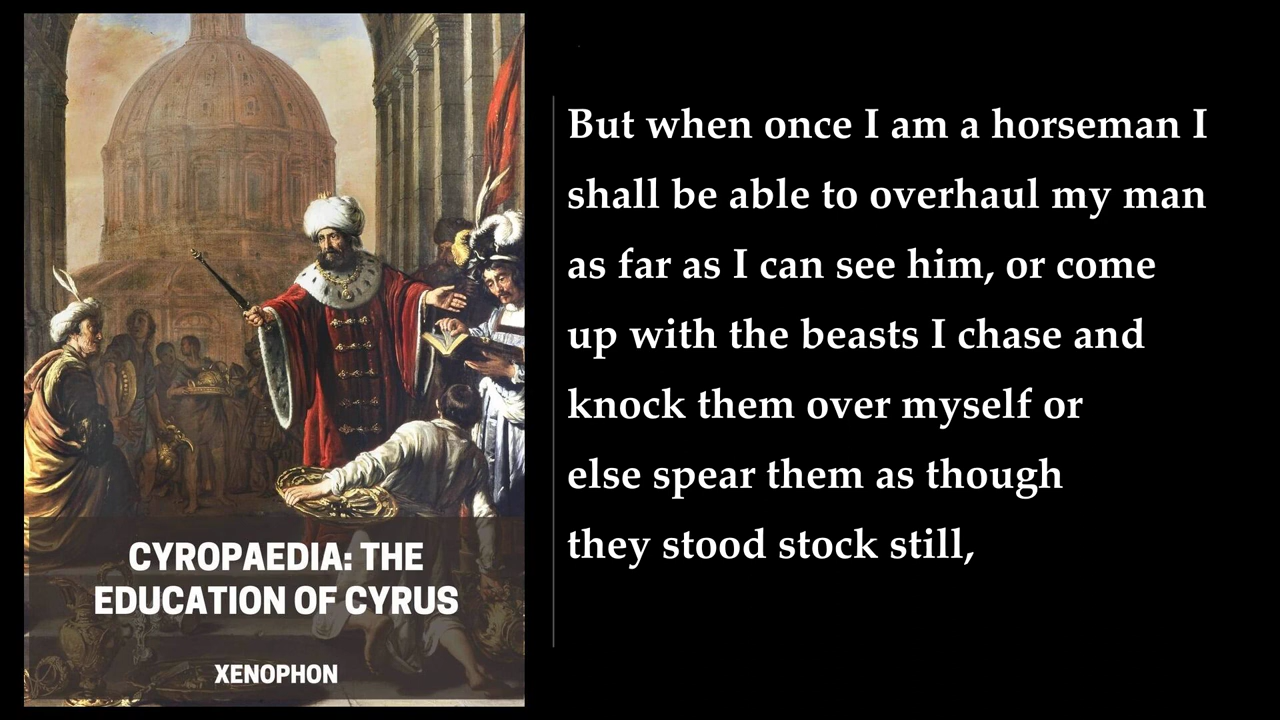 CYROPAEDIA: THE
EDUCATION OF CYRUS
XENOPHON
But when once I am a horseman I
shall be able to overhaul my man
as far as I can see him, or come
up with the beasts I chase and
knock them over myself or
else spear them as though
they stood stock still,